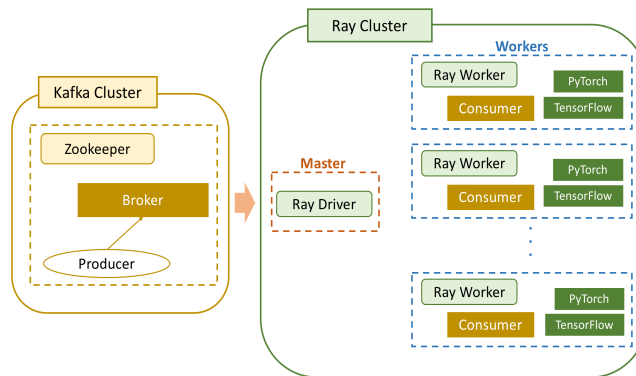 Ray Cluster
Workers
Ray Worker
PyTorch
Consumer
TensorFlow
Kafka Cluster
Zookeeper
Broker
Producer
Master
Ray Driver
Ray Worker
PyTorch
Consumer
TensorFlow
Ray Worker
PyTorch
Consumer
TensorFlow